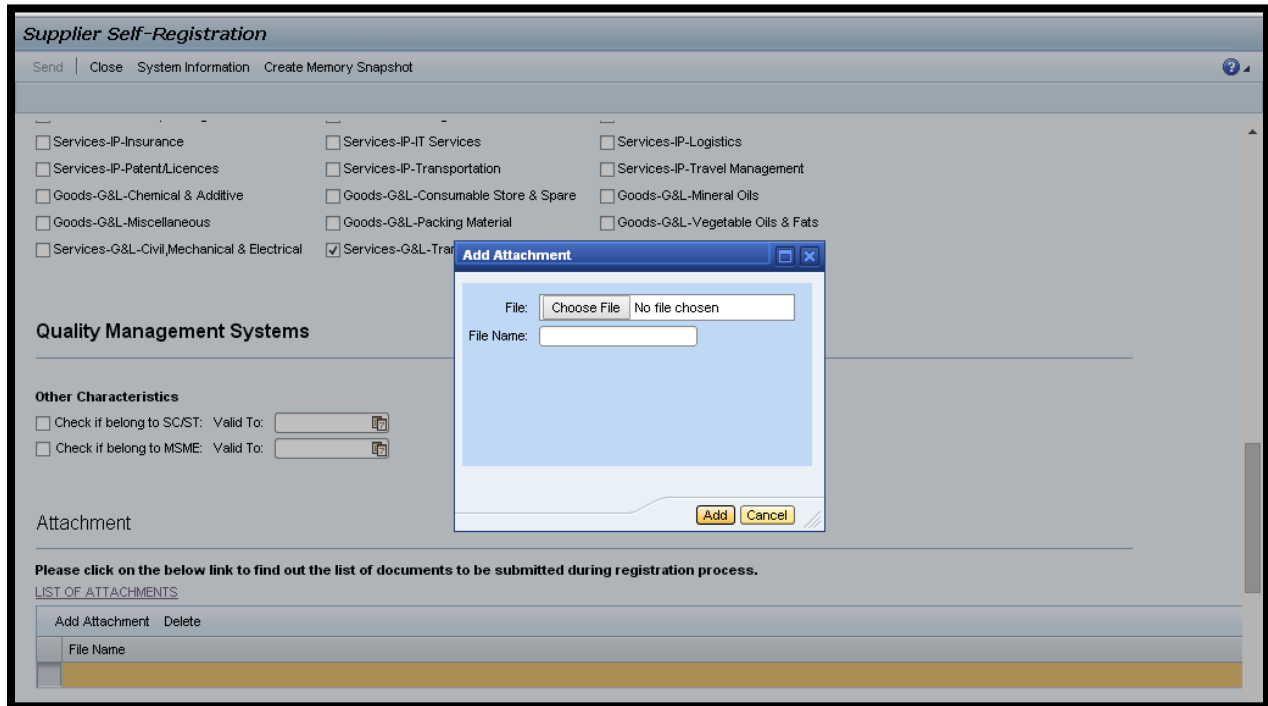 Supplier Self-Registration
Send Close System Information Create Memory Snapshot
Services-IP-Insurance Services-IP-IT Services Services-IP-Logistics
Services-IP-Patent/Licences Services-IP-Transportation Services-IP-Travel Management
Goods-G&L-Chemical & Additive Goods-G&L-Consumable Store & Spare Goods-G&L-Mineral Oils
Goods-G&L-Miscellaneous Goods-G&L-Packing Material Goods-G&L-Vegetable Oils & Fats
Services-G&L-Civil,Mechanical & Electrical Services-G&L-Tran
Add Attachment
File: Choose File No file chosen
File Name:
Add Cancel
Quality Management Systems
Other Characteristics
Check if belong to SC/ST: Valid To:
Check if belong to MSME: Valid To:
Attachment
Please click on the below link to find out the list of documents to be submitted during registration process.
LIST OF ATTACHMENTS
Add Attachment Delete
File Name